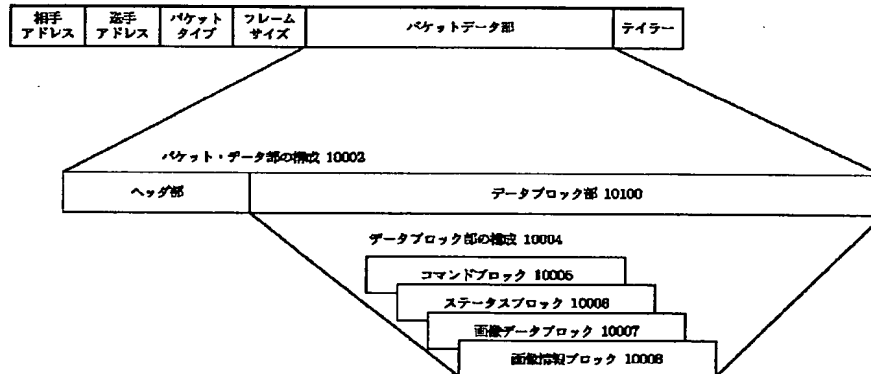 相手
アドレス
送手
アドレス
パケット
タイプ
フレーム
サイズ
パケットデータ部
テイラー
パケット・データ部の構成 10002
ヘッダ部
データブロック部 10100
データブロック部の構成 10004
コマンドブロック 10005
ステータスブロック 10006
画像データブロック 10007
画像情報ブロック 10008